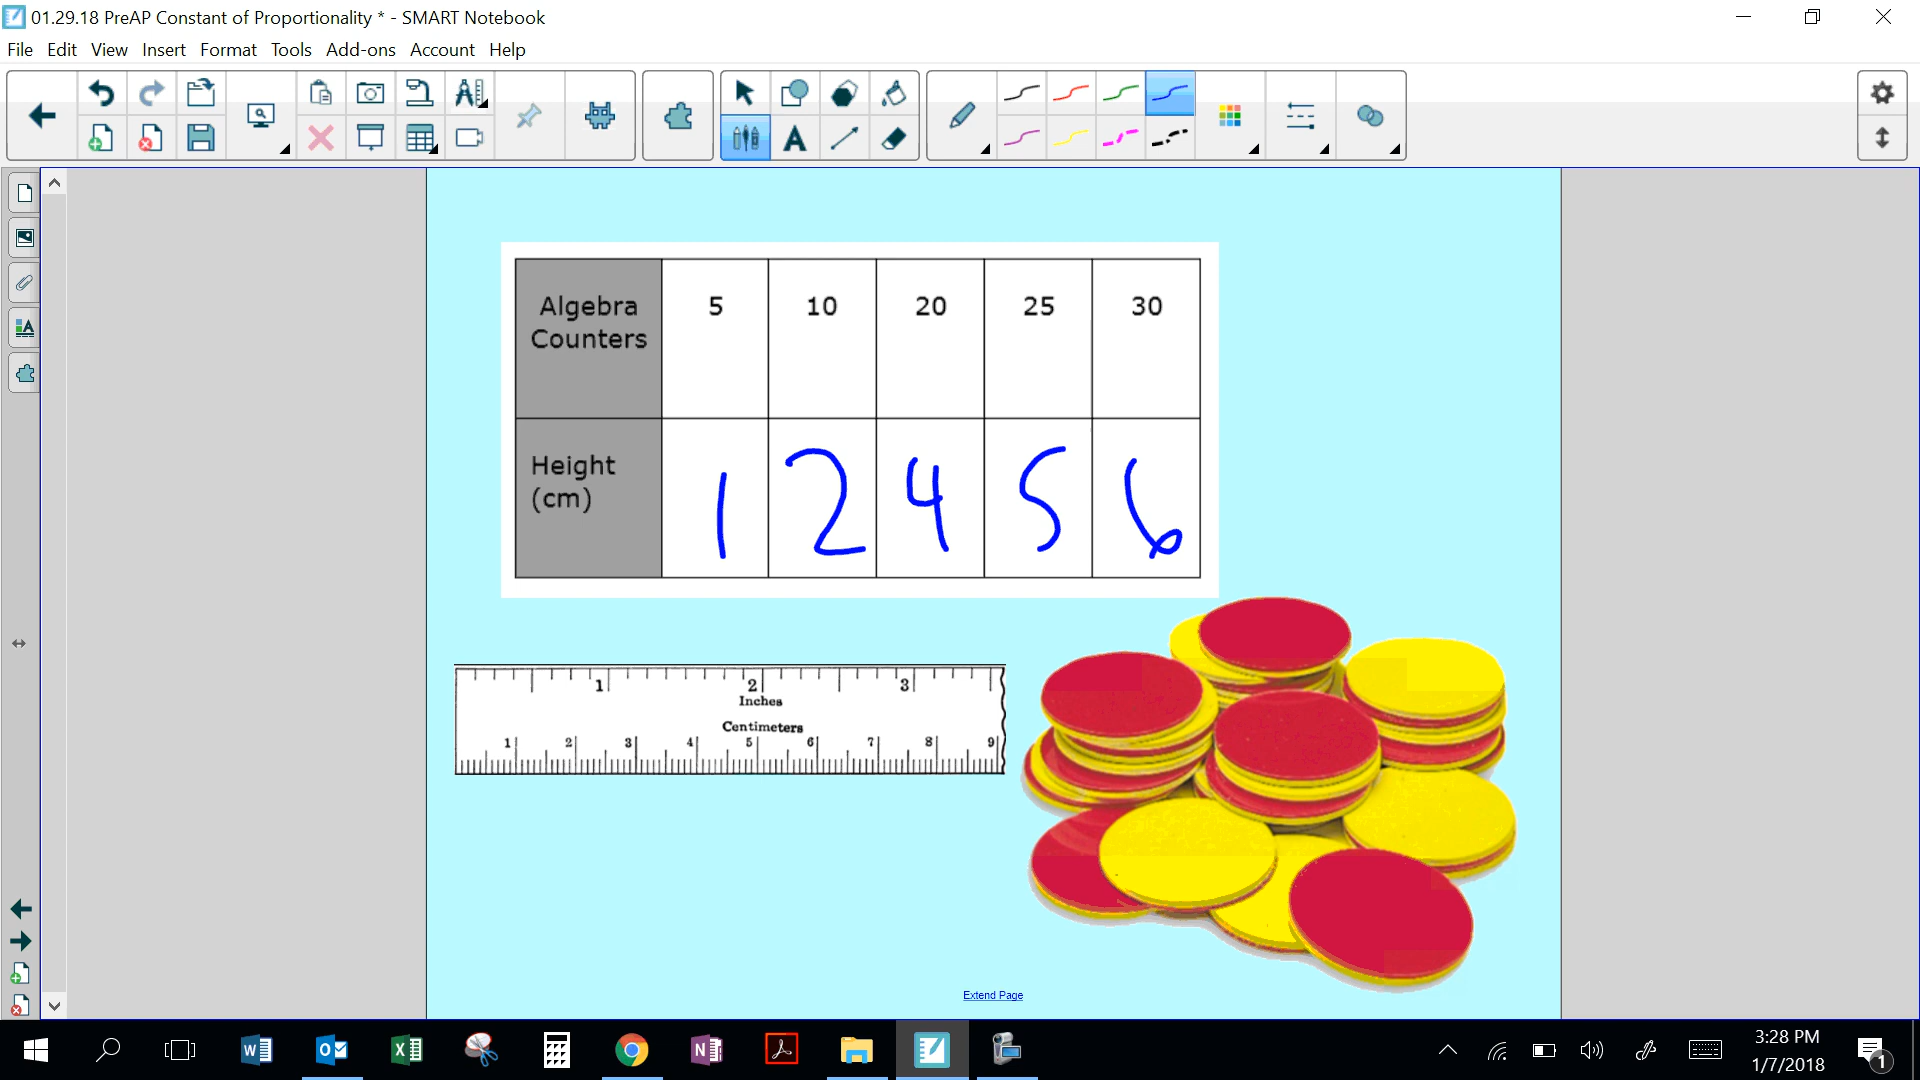 01.29.18 PreAP Constant of Proportionality * - SMART Notebook
File Edit View Insert Format Tools Add-ons Account Help
Algebra Counters 5 10 20 25 30
Height (cm) 1 2 4 5 6
1 2 3
Inches
Centimeters
1 2 3 4 5 6 7 8 9
Extend Page
3:28 PM
1/7/2018
1